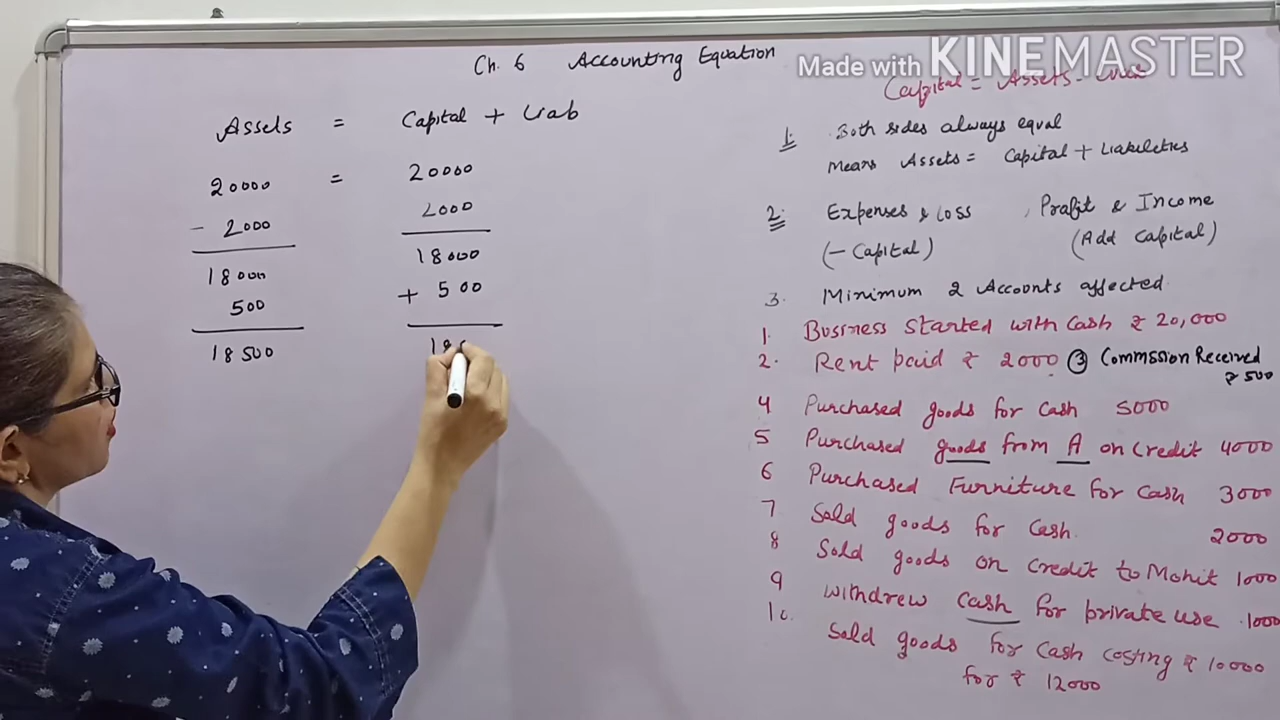 Ch. 6 Accounting Equation
Made with KINEMASTER
Capital = Assets -
Assets = Capital + Liab
20000 = 20000
- 2000 2000
18000 18000
500 + 500
18500 18
1. Both sides always equal
Means Assets = Capital + Liabilities
2. Expenses & Loss , Profit & Income
(- Capital) (Add Capital)
3. Minimum 2 Accounts affected.
1. Business Started with Cash ₹ 20,000
2. Rent paid ₹ 2000 ③ Commssion Received
₹ 500
4 Purchased goods for Cash 5000
5 Purchased goods from A on Credit 4000
6 Purchased Furniture for Cash 3000
7 Sold goods for Cash. 2000
8 Sold goods on Credit to Mohit 1000
9 withdrew Cash for private use .1000
10. Sold goods for Cash Costing ₹ 10000
for ₹ 12000